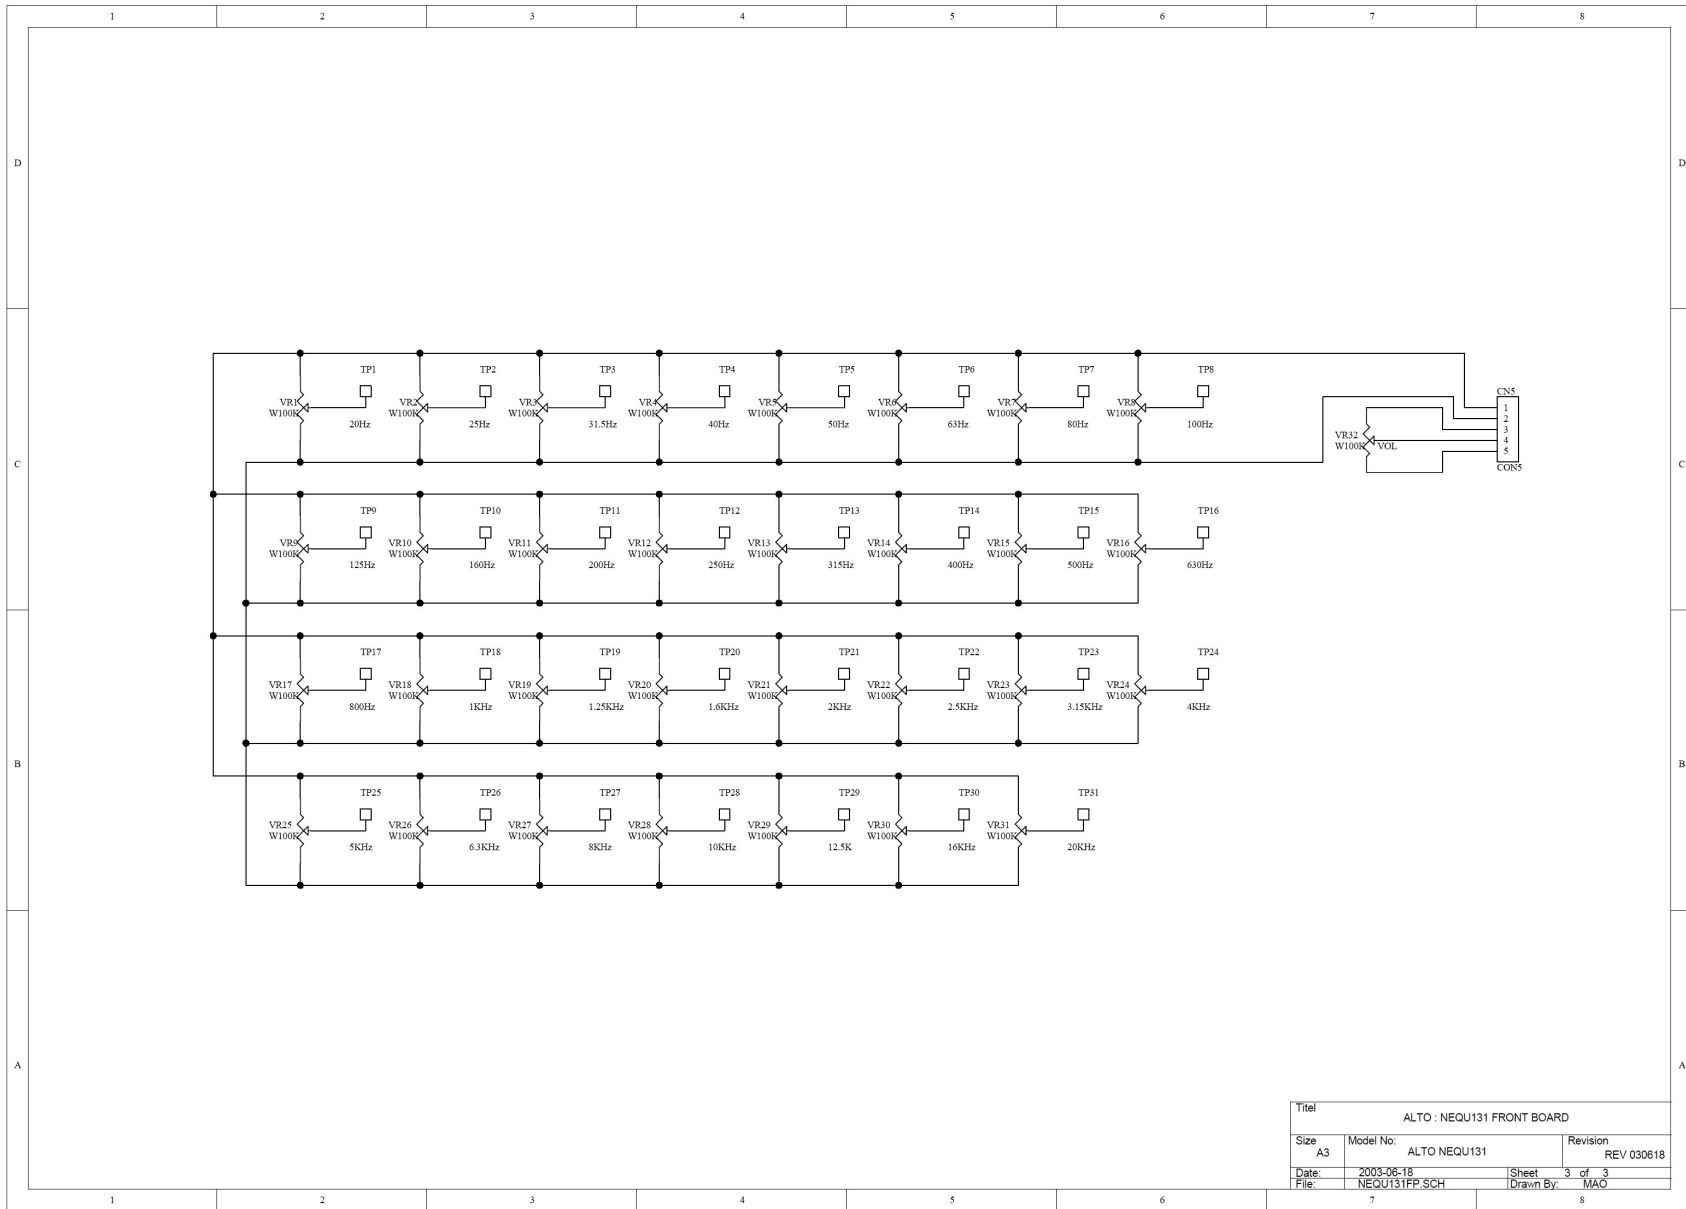 1 2 3 4 5 6 7 8
D D
TP1 TP2 TP3 TP4 TP5 TP6 TP7 TP8
CN5
VR1 VR2 VR3 VR4 VR5 VR6 VR7 VR8
W100K W100K W100K W100K W100K W100K W100K W100K
20Hz 25Hz 31.5Hz 40Hz 50Hz 63Hz 80Hz 100Hz
1
2
3
4
5
VR32
W100K VOL
CON5
C C
TP9 TP10 TP11 TP12 TP13 TP14 TP15 TP16
VR9 VR10 VR11 VR12 VR13 VR14 VR15 VR16
W100K W100K W100K W100K W100K W100K W100K W100K
125Hz 160Hz 200Hz 250Hz 315Hz 400Hz 500Hz 630Hz
TP17 TP18 TP19 TP20 TP21 TP22 TP23 TP24
VR17 VR18 VR19 VR20 VR21 VR22 VR23 VR24
W100K W100K W100K W100K W100K W100K W100K W100K
800Hz 1KHz 1.25KHz 1.6KHz 2KHz 2.5KHz 3.15KHz 4KHz
B B
TP25 TP26 TP27 TP28 TP29 TP30 TP31
VR25 VR26 VR27 VR28 VR29 VR30 VR31
W100K W100K W100K W100K W100K W100K W100K
5KHz 6.3KHz 8KHz 10KHz 12.5K 16KHz 20KHz
A A
Titel
ALTO : NEQU131 FRONT BOARD
Size Model No: Revision
A3 ALTO NEQU131 REV 030618
Date: 2003-06-18 Sheet 3 of 3
File: NEQU131FP.SCH Drawn By: MAO
1 2 3 4 5 6 7 8